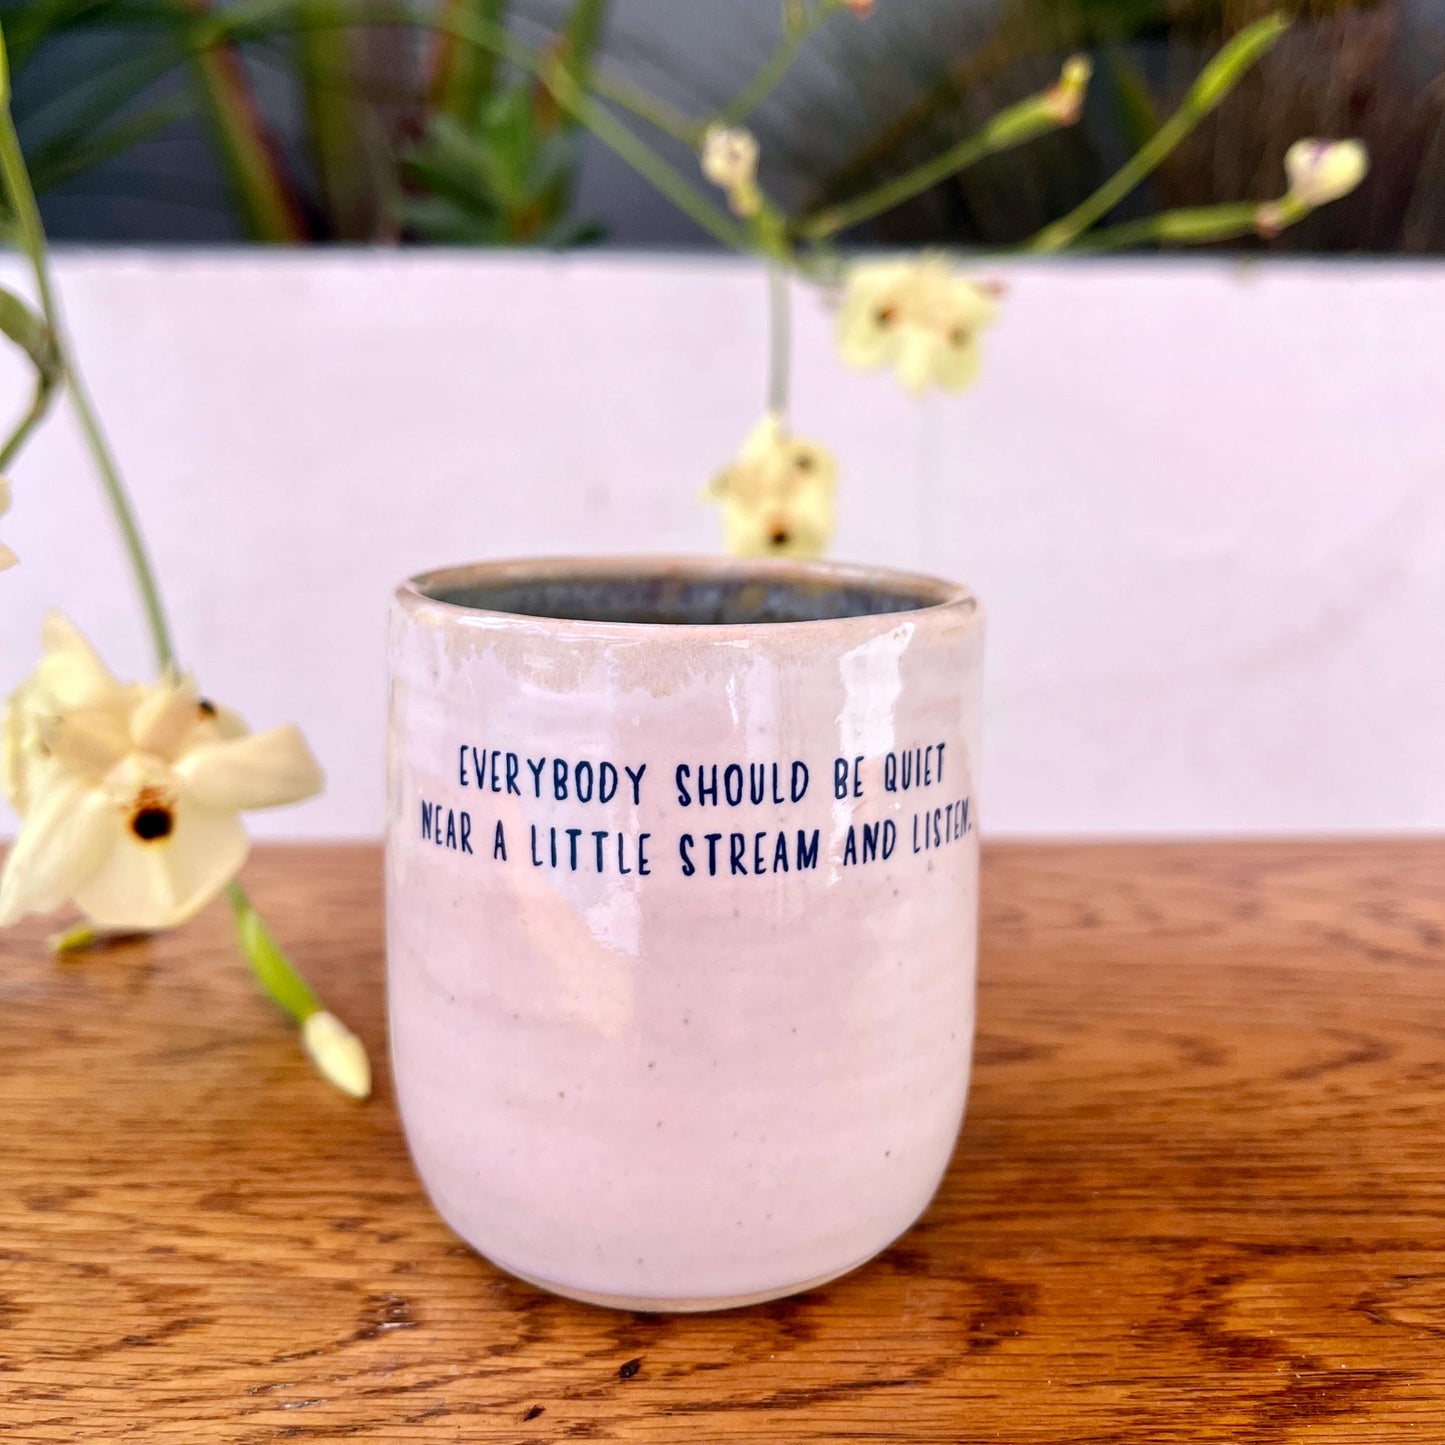 EVERYBODY SHOULD BE QUIET
NEAR A LITTLE STREAM AND LISTEN.